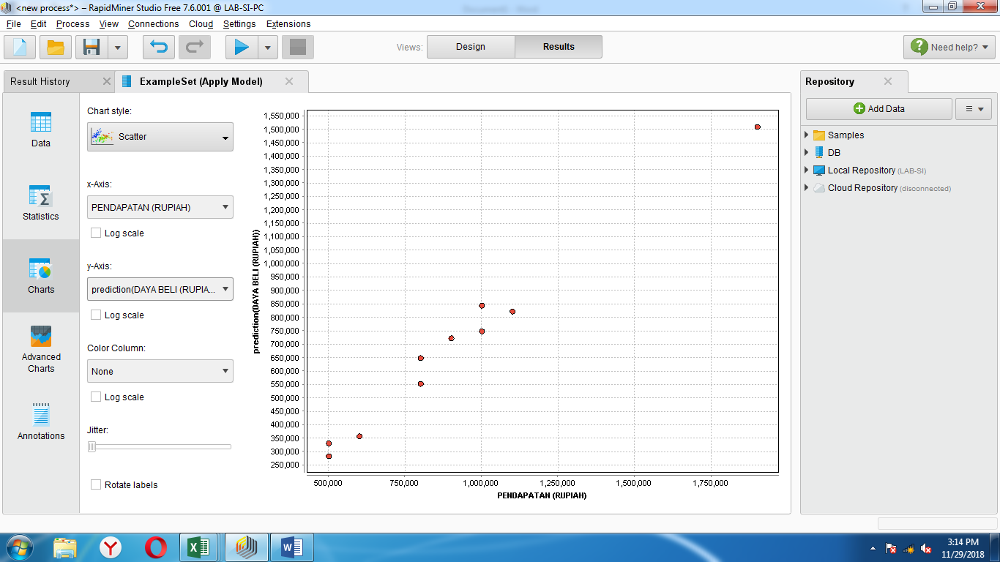 <new process*> – RapidMiner Studio Free 7.6.001 @ LAB-SI-PC
File Edit Process View Connections Cloud Settings Extensions
Views: Design Results Need help?
Result History ExampleSet (Apply Model)
Repository
Data
Statistics
Charts
Advanced
Charts
Annotations
Chart style:
Scatter
x-Axis:
PENDAPATAN (RUPIAH)
Log scale
y-Axis:
prediction(DAYA BELI (RUPIA...
Log scale
Color Column:
None
Log scale
Jitter:
Rotate labels
prediction(DAYA BELI (RUPIAH))
1,550,000
1,500,000
1,450,000
1,400,000
1,350,000
1,300,000
1,250,000
1,200,000
1,150,000
1,100,000
1,050,000
1,000,000
950,000
900,000
850,000
800,000
750,000
700,000
650,000
600,000
550,000
500,000
450,000
400,000
350,000
300,000
250,000
500,000 750,000 1,000,000 1,250,000 1,500,000 1,750,000
PENDAPATAN (RUPIAH)
Add Data
Samples
DB
Local Repository (LAB-SI)
Cloud Repository (disconnected)
3:14 PM
11/29/2018